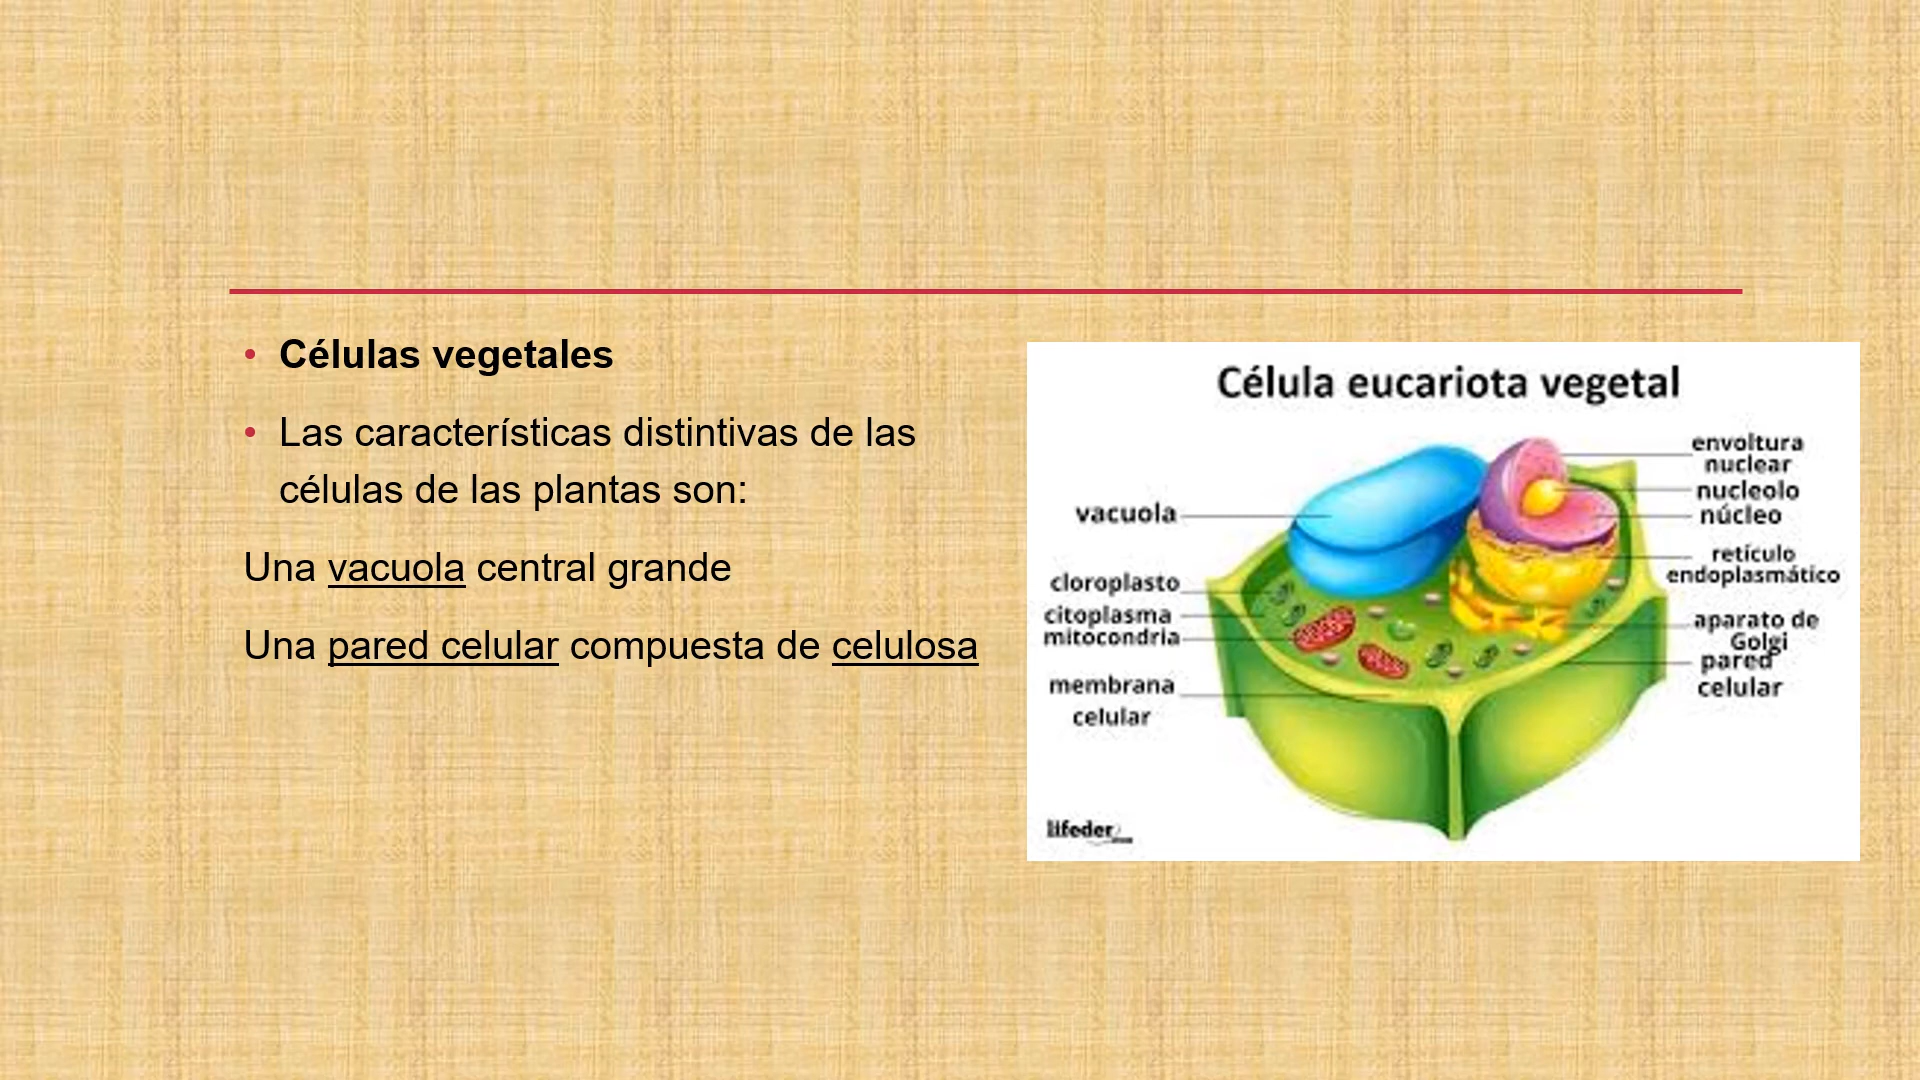 • Células vegetales
• Las características distintivas de las
células de las plantas son:
Una vacuola central grande
Una pared celular compuesta de celulosa
Célula eucariota vegetal
vacuola
cloroplasto
citoplasma
mitocondria
membrana
celular
envoltura
nuclear
nucleolo
núcleo
retículo
endoplasmático
aparato de
Golgi
pared
celular
lifeder